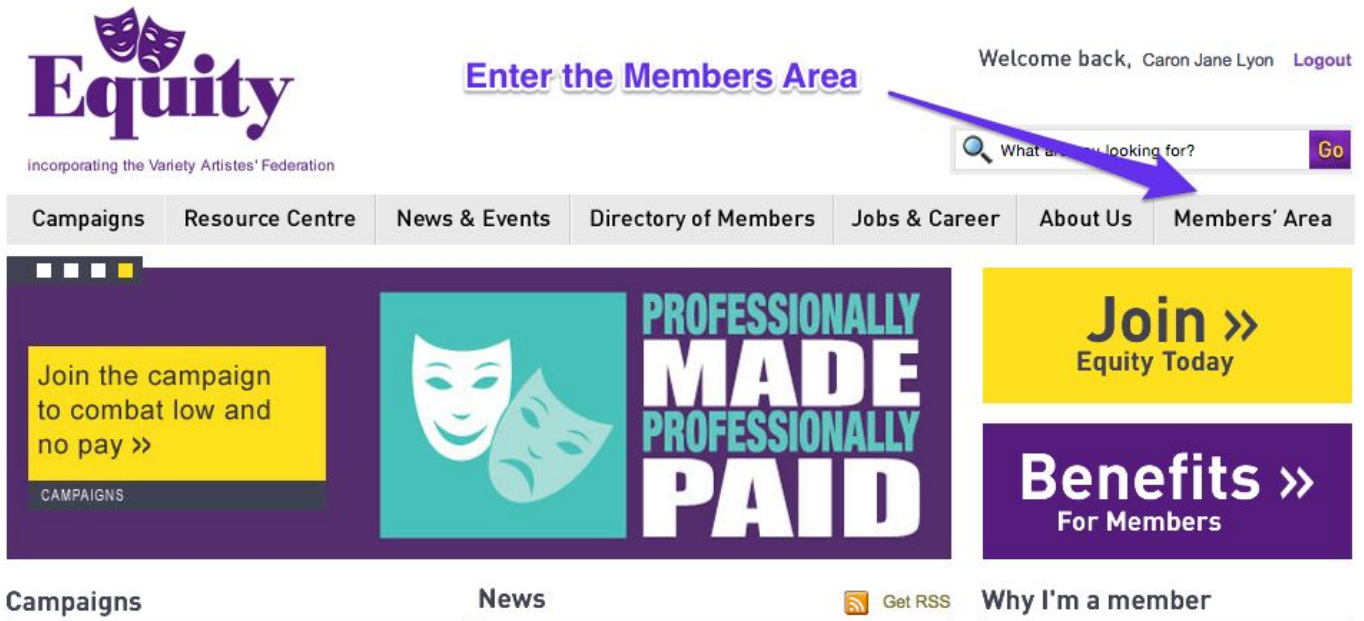 Equity
incorporating the Variety Artistes' Federation
Enter the Members Area
Welcome back, Caron Jane Lyon Logout
What are you looking for? Go
Campaigns Resource Centre News & Events Directory of Members Jobs & Career About Us Members' Area
Join the campaign
to combat low and
no pay »
CAMPAIGNS
PROFESSIONALLY
MADE
PROFESSIONALLY
PAID
Join »
Equity Today
Benefits »
For Members
Campaigns
News
Get RSS
Why I'm a member